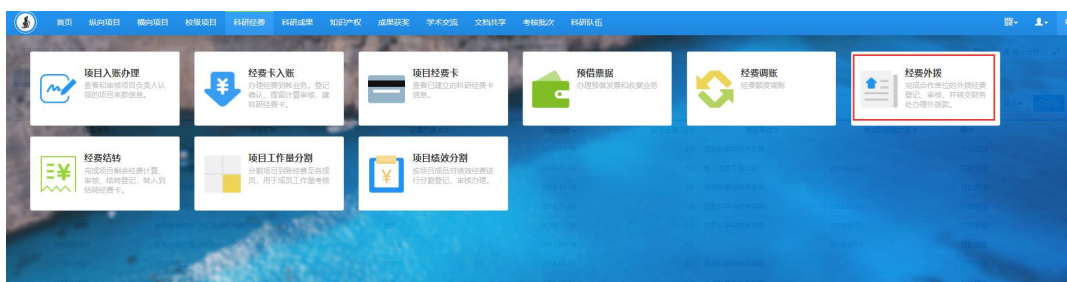 首页 纵向项目 横向项目 校级项目 科研经费 科研成果 知识产权 成果获奖 学术交流 文档共享 考核批次 科研队伍
项目入账办理
查看和审核项目负责人认
领的项目来款信息。
经费卡入账
办理经费到帐业务。登记
确认、提留计算审核、建
科研经费卡。
项目经费卡
查看已建立的科研经费卡
信息。
预借票据
办理预借发票和收据业务
经费调账
经费额度调账
经费外拨
完成合作单位的外拨经费
登记、审核，并转交财务
处办理外拨款。
经费结转
完成项目剩余经费计算、
审核、结转登记、转入到
结转经费卡。
项目工作量分割
分割项目到账经费至各成
员，用于成员工作量考核
项目绩效分割
按项目成员对绩效经费进
行分割登记、审核办理。